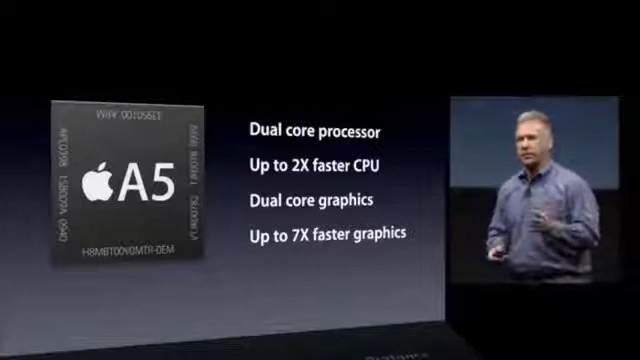 A5
Dual core processor
Up to 2X faster CPU
Dual core graphics
Up to 7X faster graphics